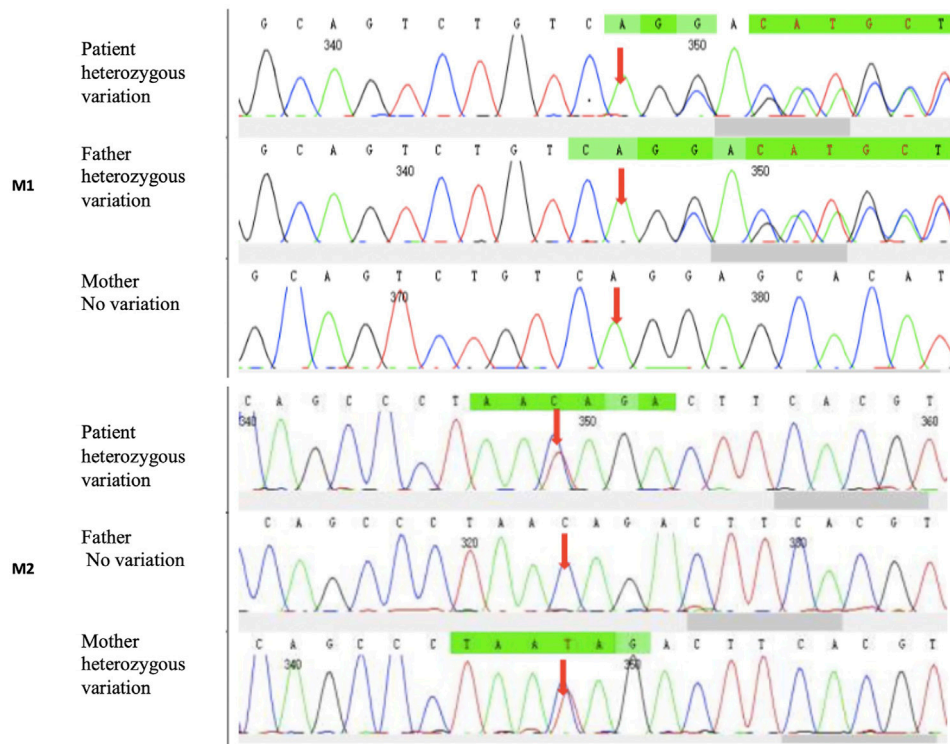 G C A G T C T G T C A G G A C A T G C T
340 350
Patient
heterozygous
variation
G C A G T C T G T C A G G A C A T G C T
340 350
Father
heterozygous
variation
M1
G C A G T C T G T C A G G A G C A C A T
370 380
Mother
No variation
C A G C C C T A A C A G A C T T C A C G T
340 350 360
Patient
heterozygous
variation
C A G C C C T A A C A G A C T T C A C G T
320
Father
No variation
M2
C A G C C C T A A T A G A C T T C A C G T
340 350
Mother
heterozygous
variation